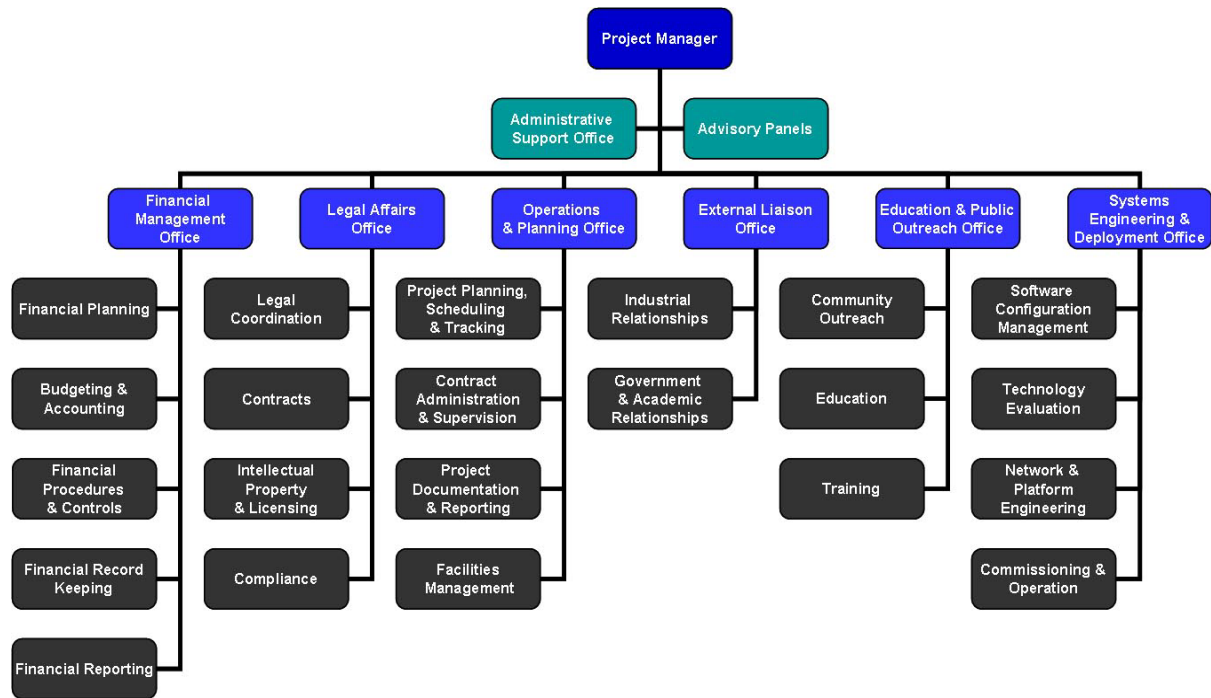 Project Manager
Administrative
Support Office
Advisory Panels
Financial
Management
Office
Legal Affairs
Office
Operations
& Planning Office
External Liaison
Office
Education & Public
Outreach Office
Systems
Engineering &
Deployment Office
Financial Planning
Legal
Coordination
Project Planning,
Scheduling
& Tracking
Industrial
Relationships
Community
Outreach
Software
Configuration
Management
Budgeting &
Accounting
Contracts
Contract
Administration
& Supervision
Government
& Academic
Relationships
Education
Technology
Evaluation
Financial
Procedures
& Controls
Intellectual
Property
& Licensing
Project
Documentation
& Reporting
Training
Network &
Platform
Engineering
Financial Record
Keeping
Compliance
Facilities
Management
Commissioning &
Operation
Financial Reporting